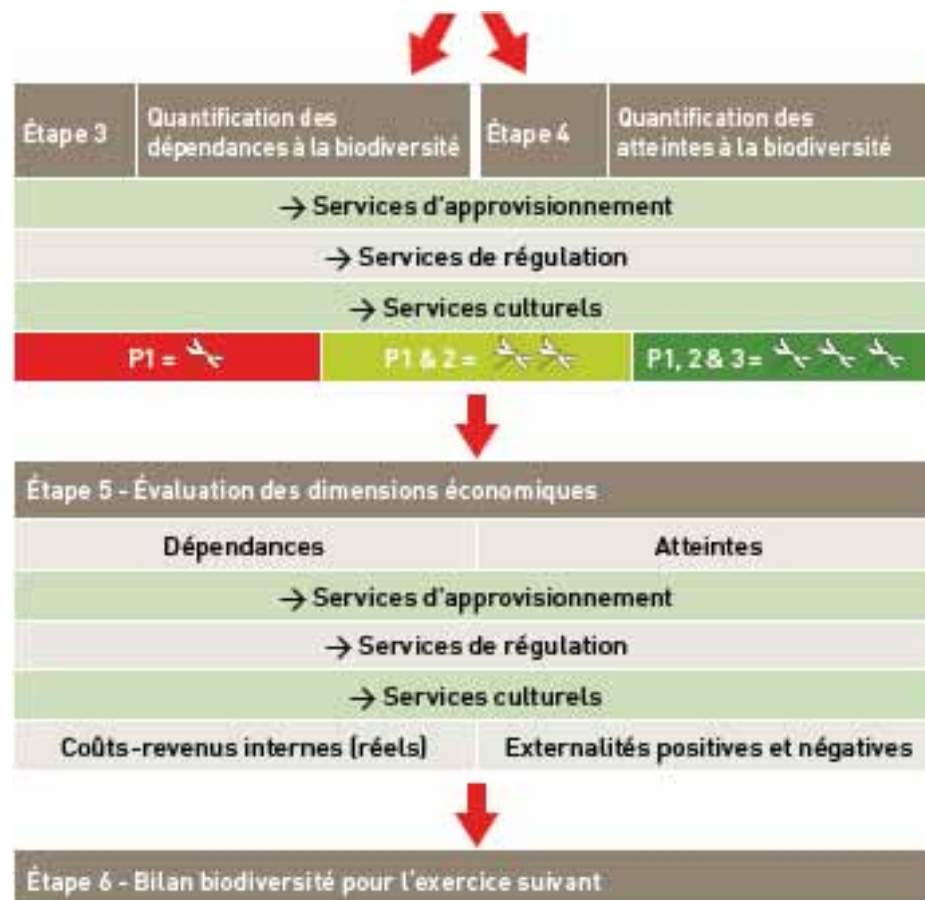 Étape 3
Quantification des
dépendances à la biodiversité
Étape 4
Quantification des
atteintes à la biodiversité
→ Services d'approvisionnement
→ Services de régulation
→ Services culturels
P1 =
P1 & 2 =
P1, 2 & 3 =
Étape 5 - Évaluation des dimensions économiques
Dépendances
Atteintes
→ Services d'approvisionnement
→ Services de régulation
→ Services culturels
Coûts-revenus internes (réels)
Externalités positives et négatives
Étape 6 - Bilan biodiversité pour l'exercice suivant